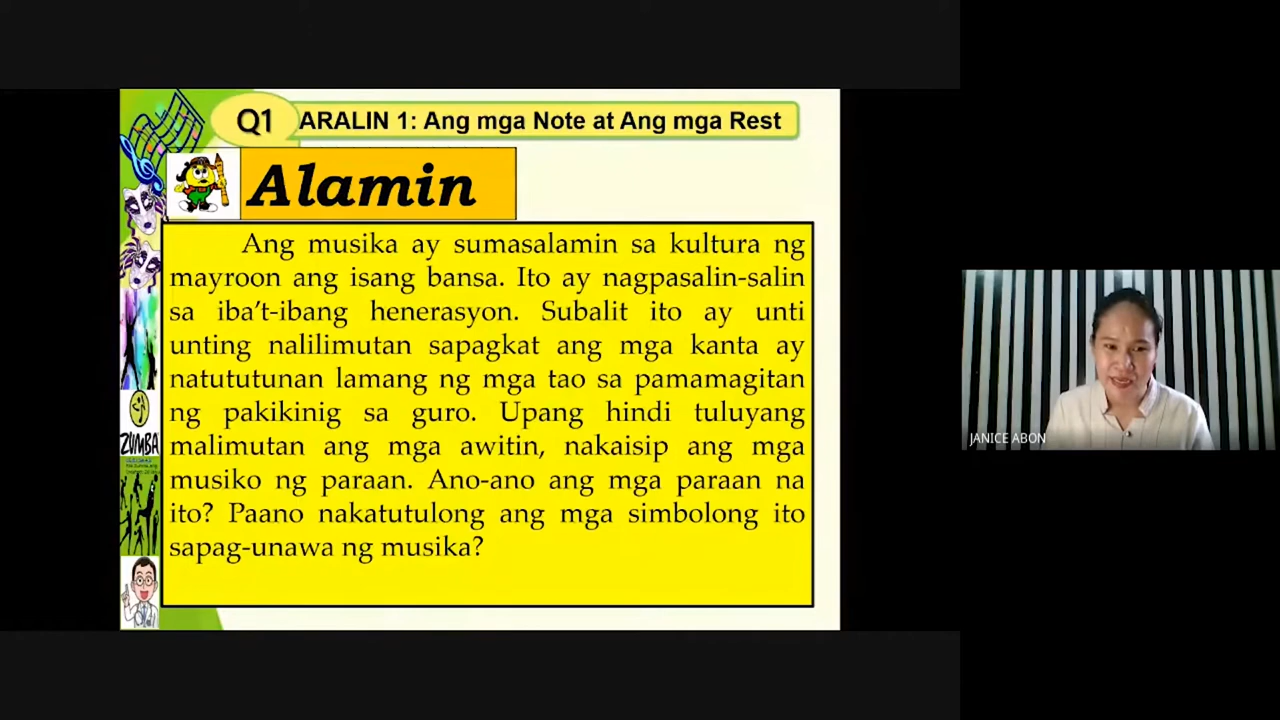 Q1
ARALIN 1: Ang mga Note at Ang mga Rest
Alamin
Ang musika ay sumasalamin sa kultura ng
mayroon ang isang bansa. Ito ay nagpasalin-salin
sa iba’t-ibang henerasyon. Subalit ito ay unti
unting nalilimutan sapagkat ang mga kanta ay
natututunan lamang ng mga tao sa pamamagitan
ng pakikinig sa guro. Upang hindi tuluyang
malimutan ang mga awitin, nakaisip ang mga
musiko ng paraan. Ano-ano ang mga paraan na
ito? Paano nakatutulong ang mga simbolong ito
sapag-unawa ng musika?
ZUMBA
JANICE ABON